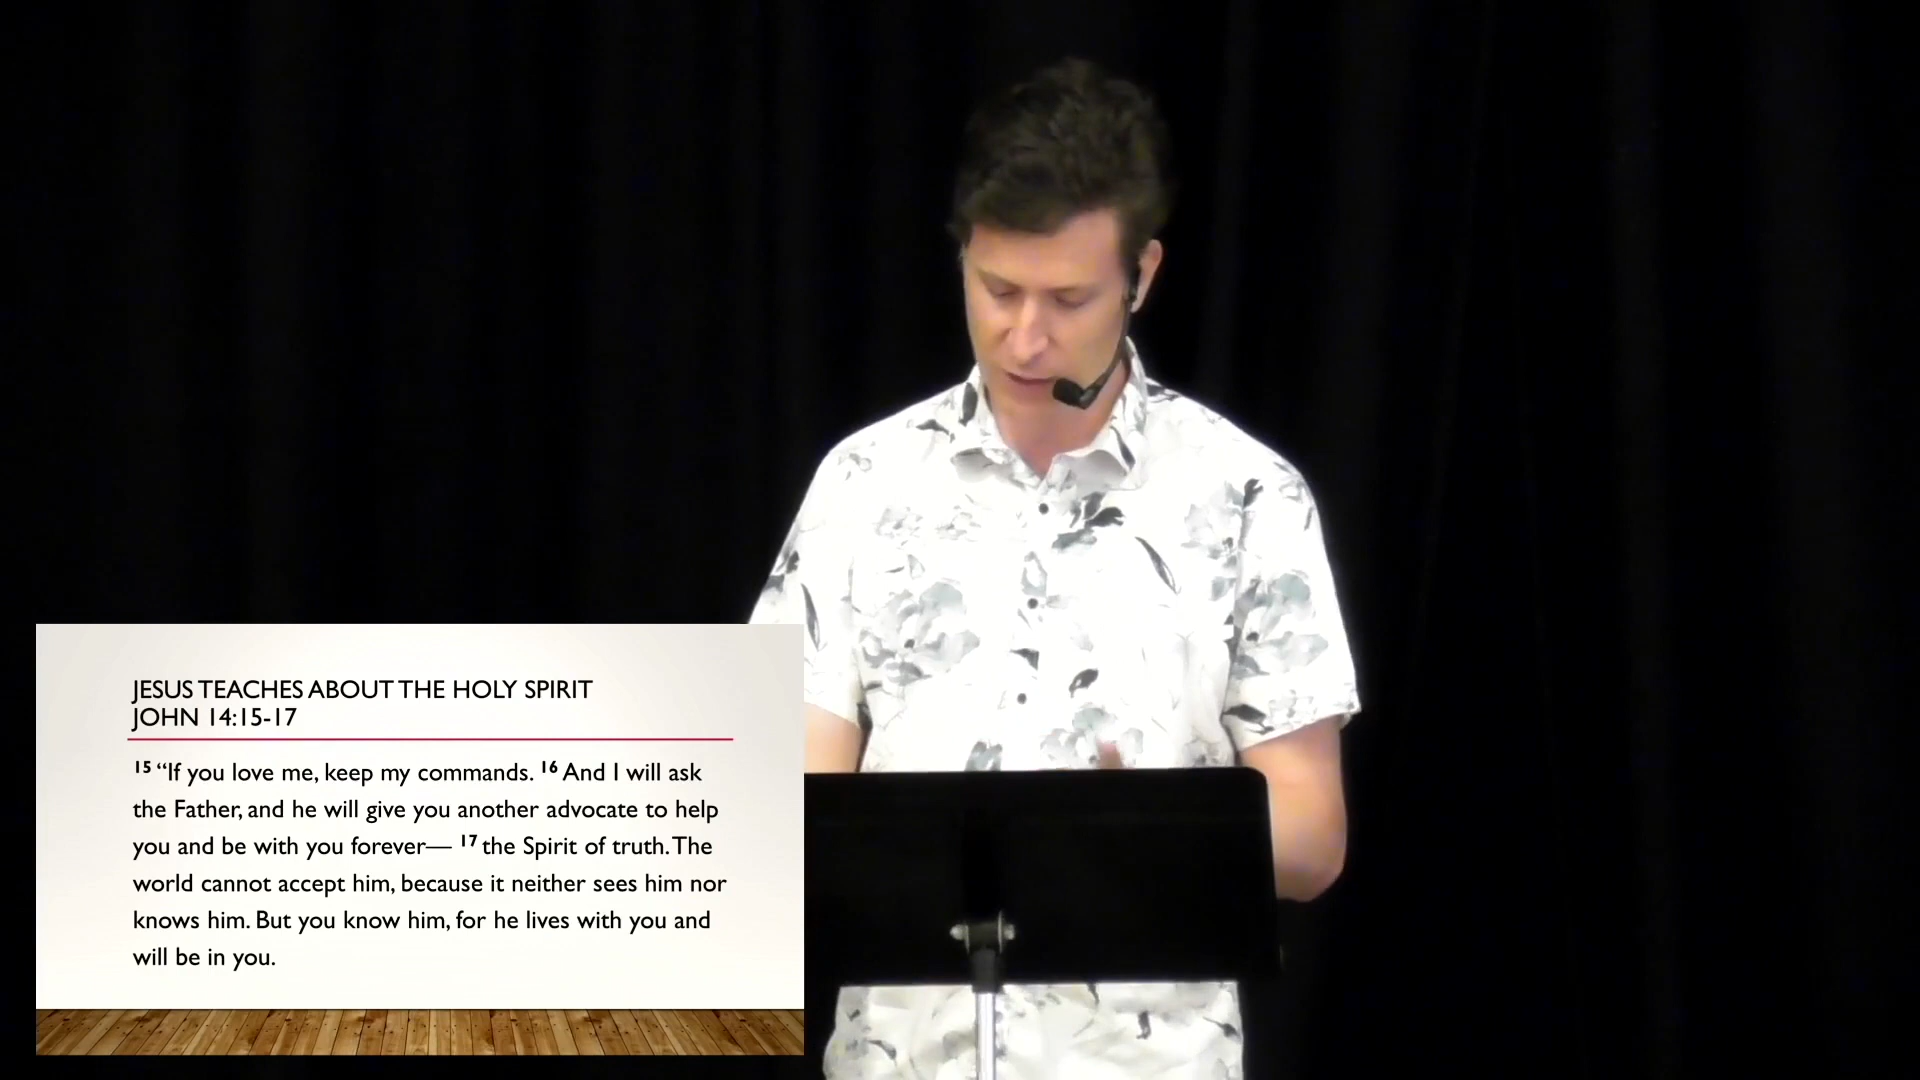 JESUS TEACHES ABOUT THE HOLY SPIRIT
JOHN 14:15-17
15 “If you love me, keep my commands. 16 And I will ask
the Father, and he will give you another advocate to help
you and be with you forever— 17 the Spirit of truth. The
world cannot accept him, because it neither sees him nor
knows him. But you know him, for he lives with you and
will be in you.